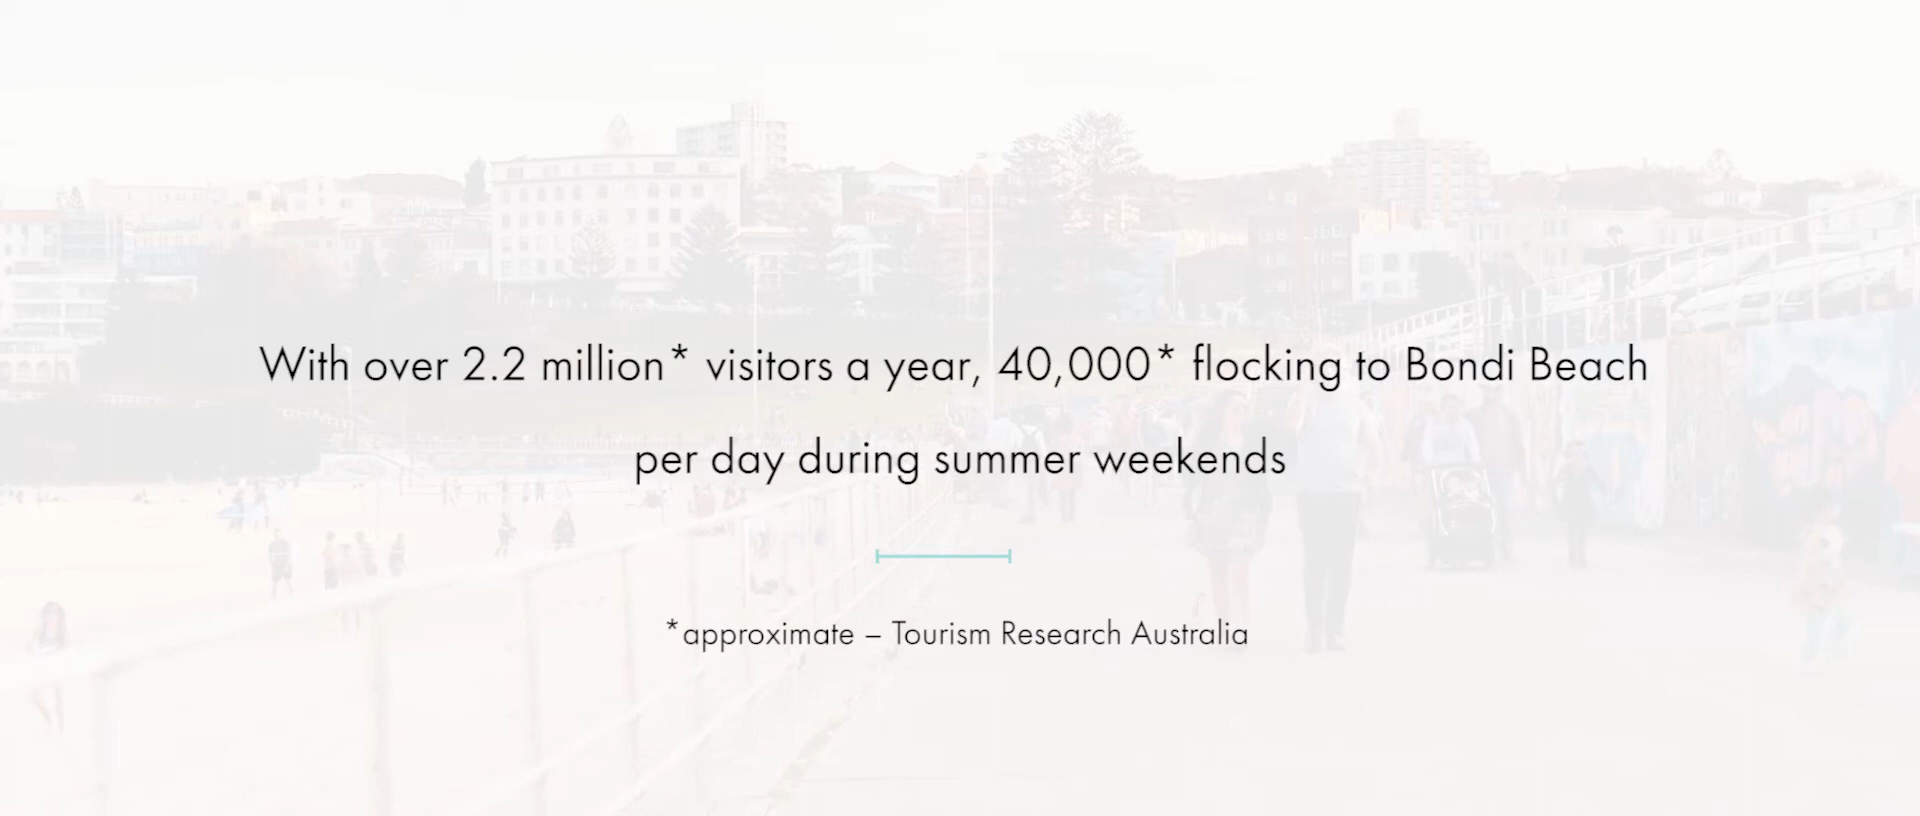 With over 2.2 million* visitors a year, 40,000* flocking to Bondi Beach
per day during summer weekends
*approximate – Tourism Research Australia